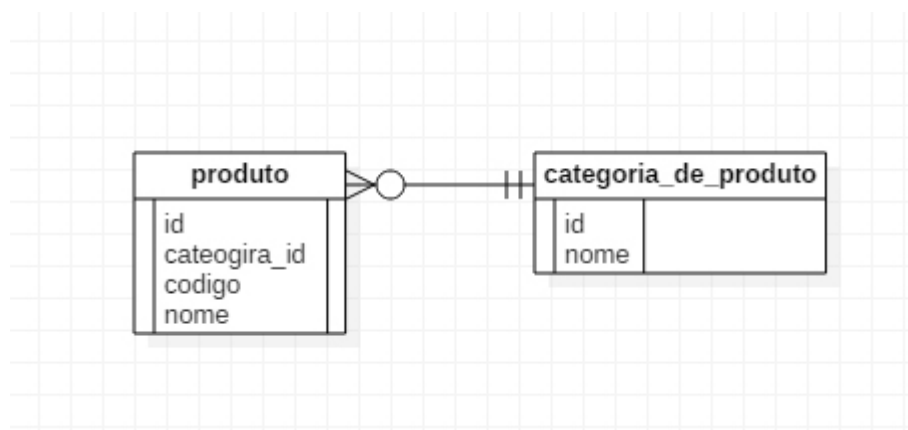 produto
id
cateogira_id
codigo
nome
categoria_de_produto
id
nome